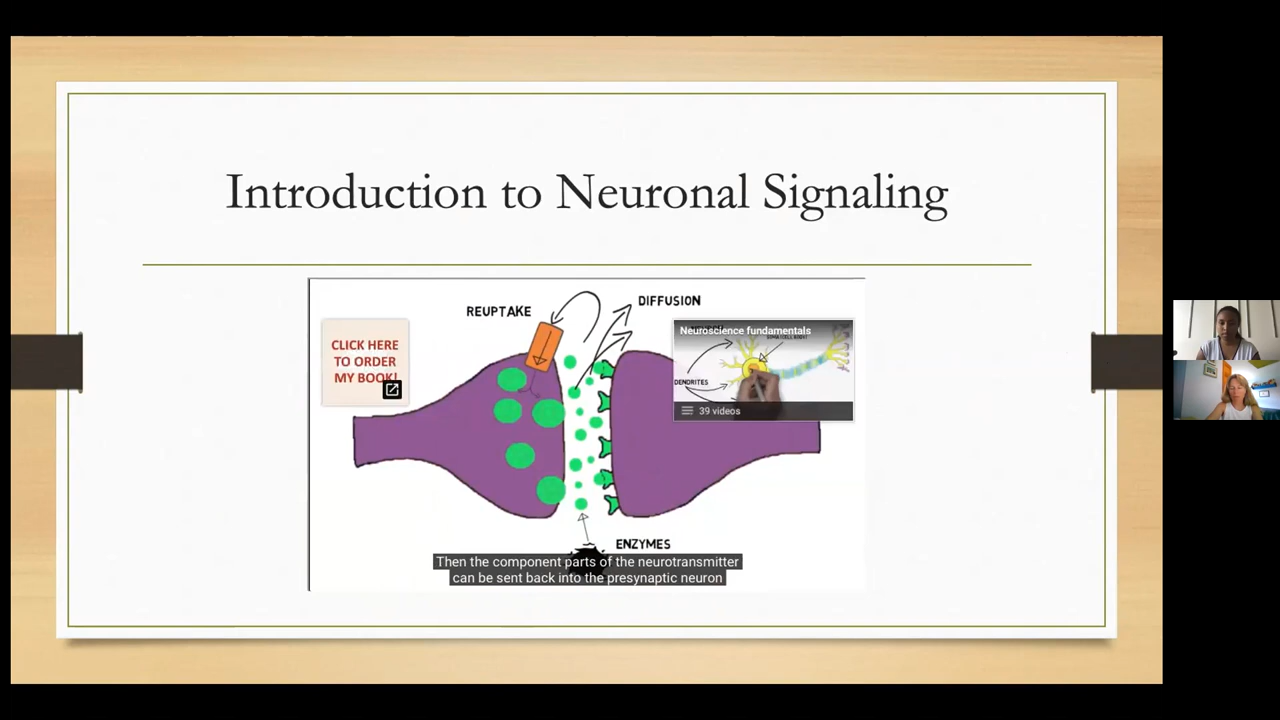 Introduction to Neuronal Signaling
REUPTAKE
DIFFUSION
CLICK HERE
TO ORDER
MY BOOK!
Neuroscience fundamentals
DENDRITES
39 videos
ENZYMES
Then the component parts of the neurotransmitter
can be sent back into the presynaptic neuron